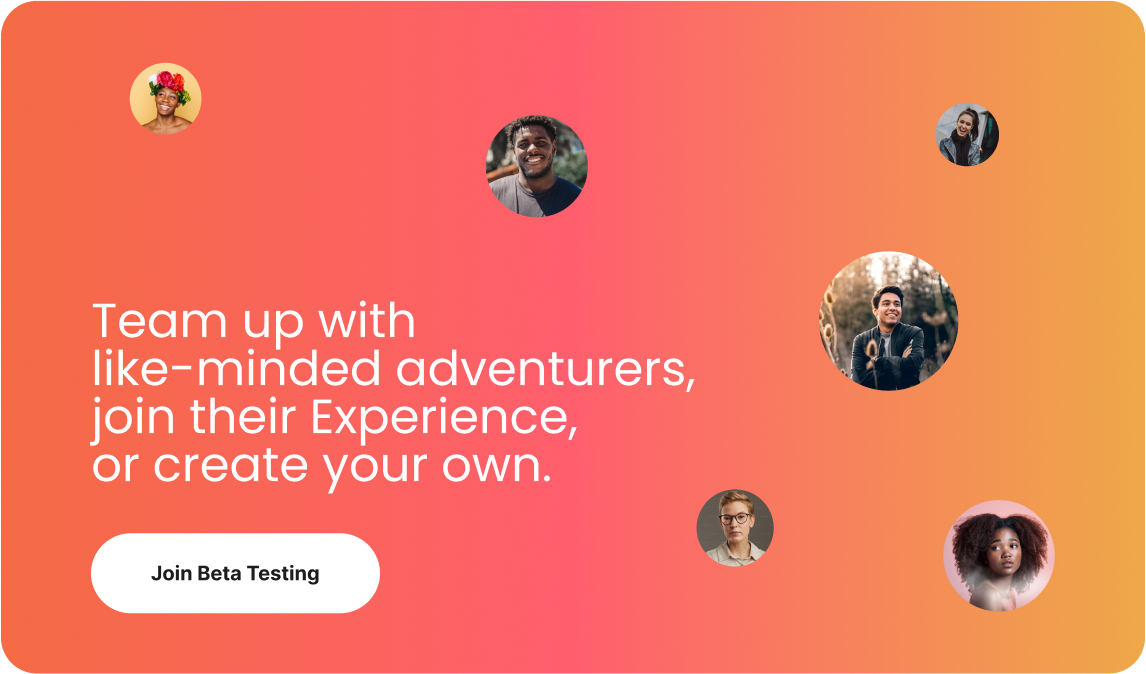 Team up with
like-minded adventurers,
join their Experience,
or create your own.
Join Beta Testing